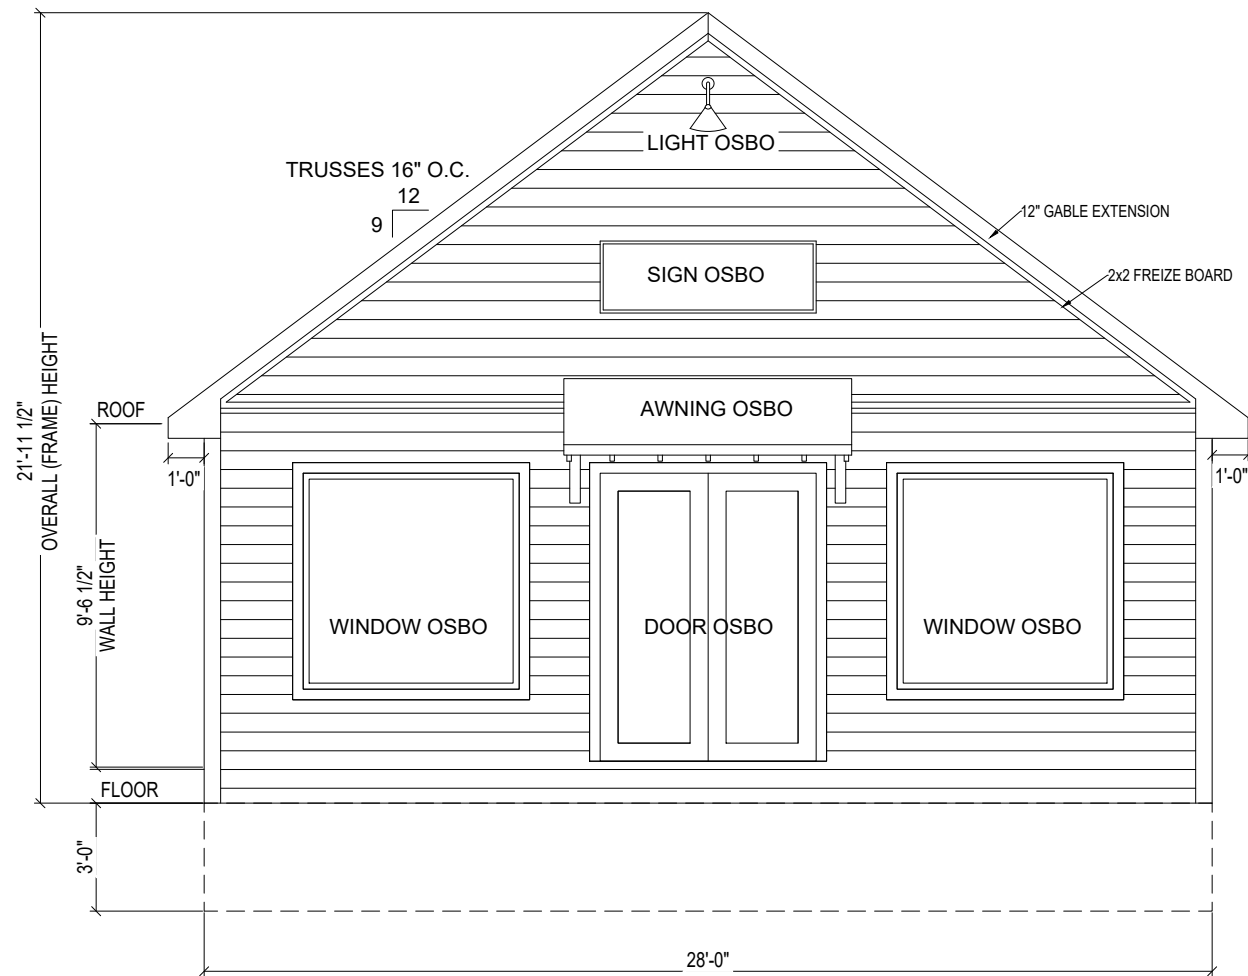 LIGHT OSBO
TRUSSES 16" O.C.
12
9
12" GABLE EXTENSION
SIGN OSBO
2x2 FREIZE BOARD
21'-11 1/2"
OVERALL (FRAME) HEIGHT
ROOF
AWNING OSBO
1'-0"
1'-0"
9'-6 1/2"
WALL HEIGHT
WINDOW OSBO
DOOR OSBO
WINDOW OSBO
FLOOR
3'-0"
28'-0"